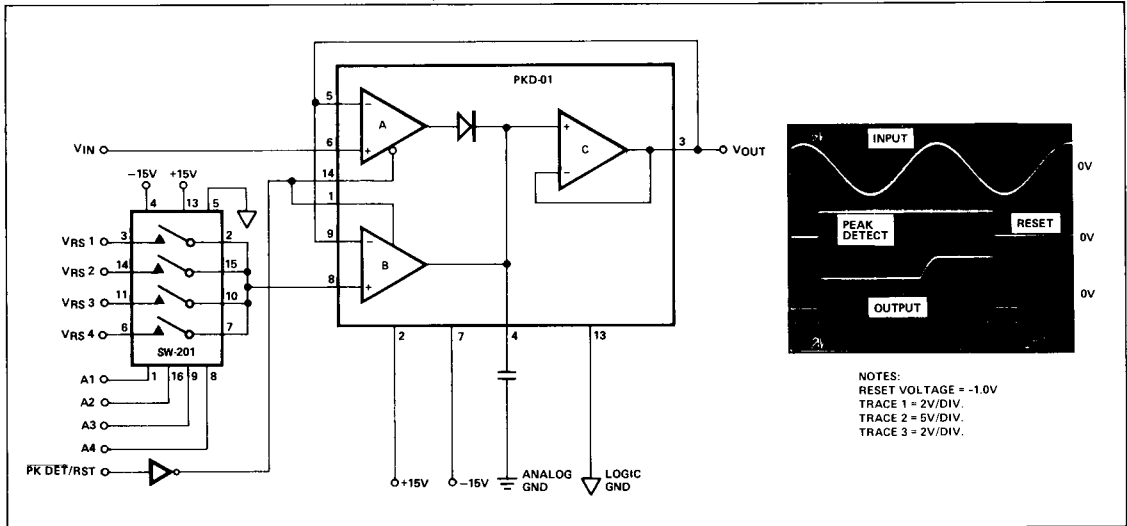 PKD-01
5
−
A
VIN
6
+
14
1
9
−
B
8
+
+
C
−
3
VOUT
−15V
+15V
4
13
5
VRS 1
3
2
VRS 2
14
15
VRS 3
11
10
VRS 4
6
7
SW-201
1
16
9
8
A1
A2
A3
A4
PK DET/RST
2
7
4
13
+15V
−15V
ANALOG
GND
LOGIC
GND
INPUT
0V
PEAK
DETECT
RESET
0V
0V
OUTPUT
NOTES:
RESET VOLTAGE = -1.0V
TRACE 1 = 2V/DIV.
TRACE 2 = 5V/DIV.
TRACE 3 = 2V/DIV.